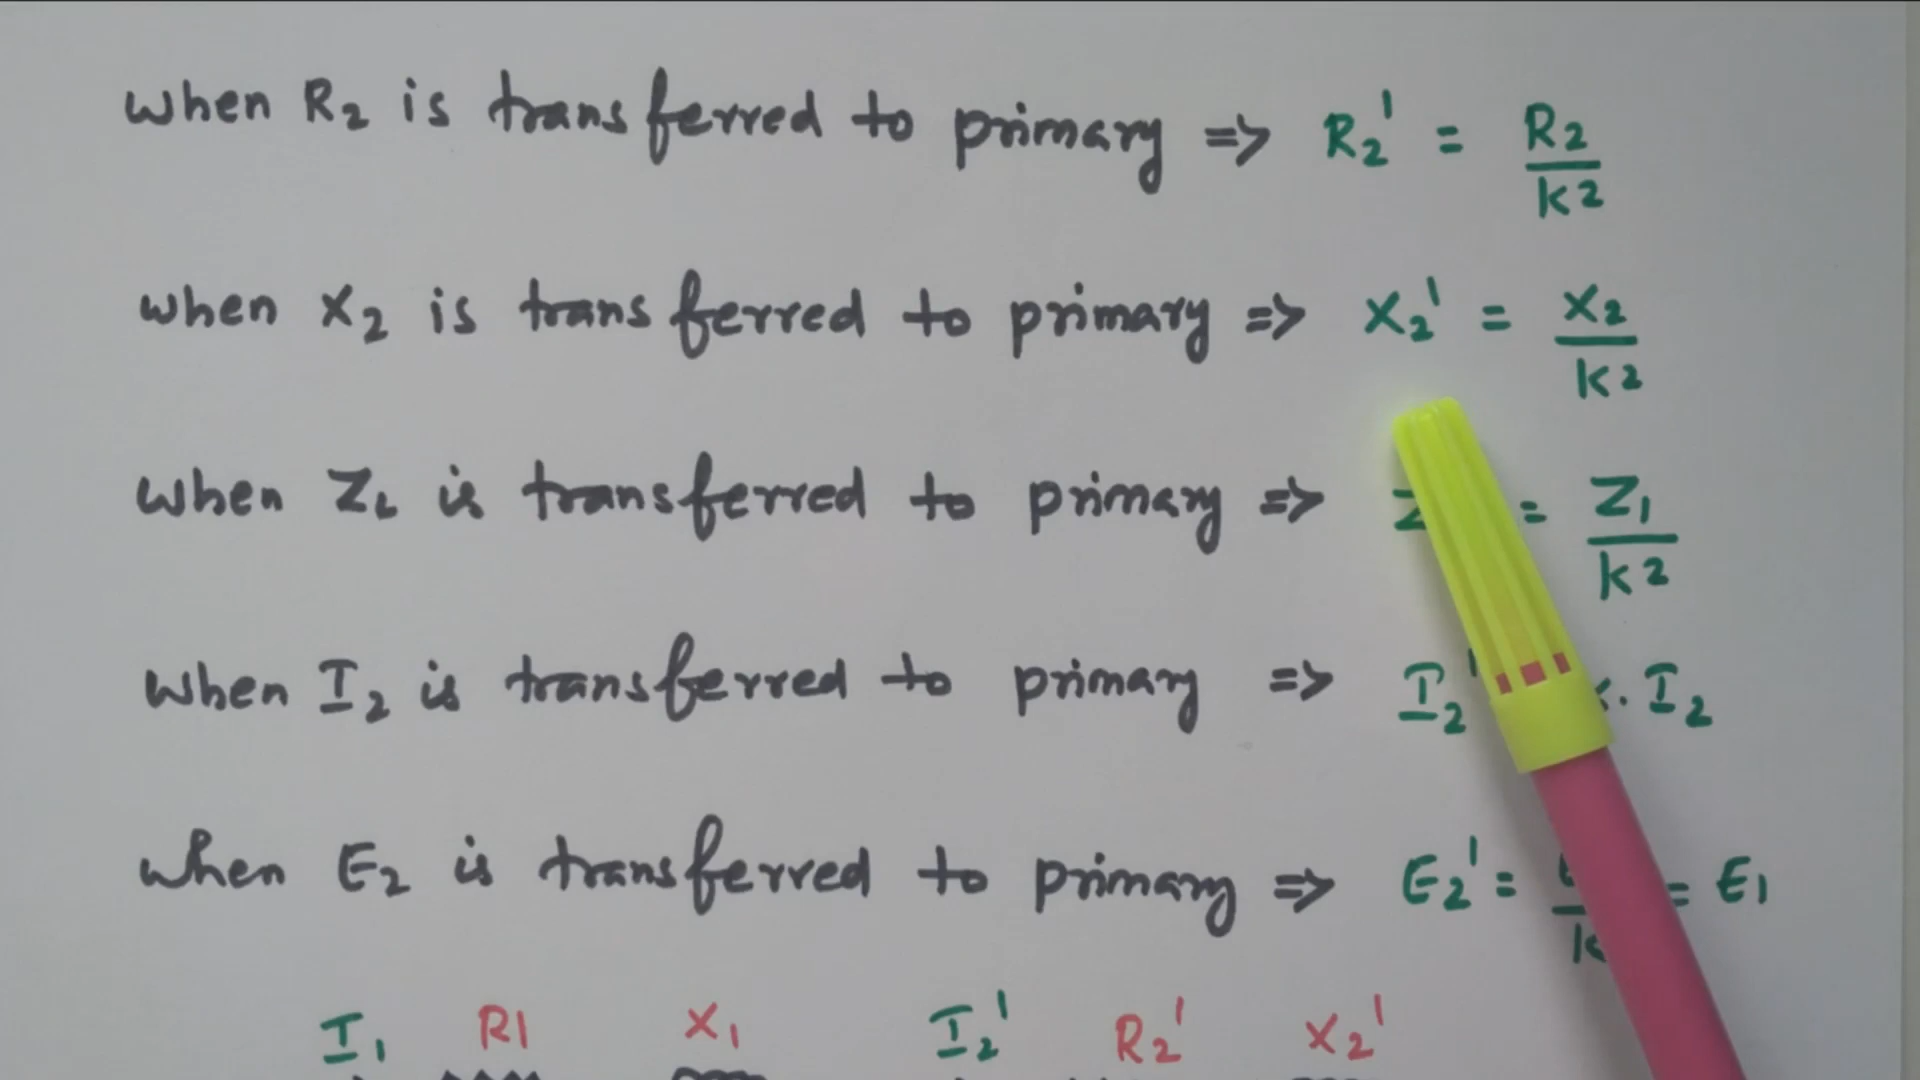 when R2 is transferred to primary => R2' = R2/k2
when X2 is transferred to primary => X2' = X2/k2
when ZL is transferred to primary => = Z1/k2
when I2 is transferred to primary => I2' . I2
when E2 is transferred to primary => E2' = = E1
I1 R1 X1 I2' R2' X2'